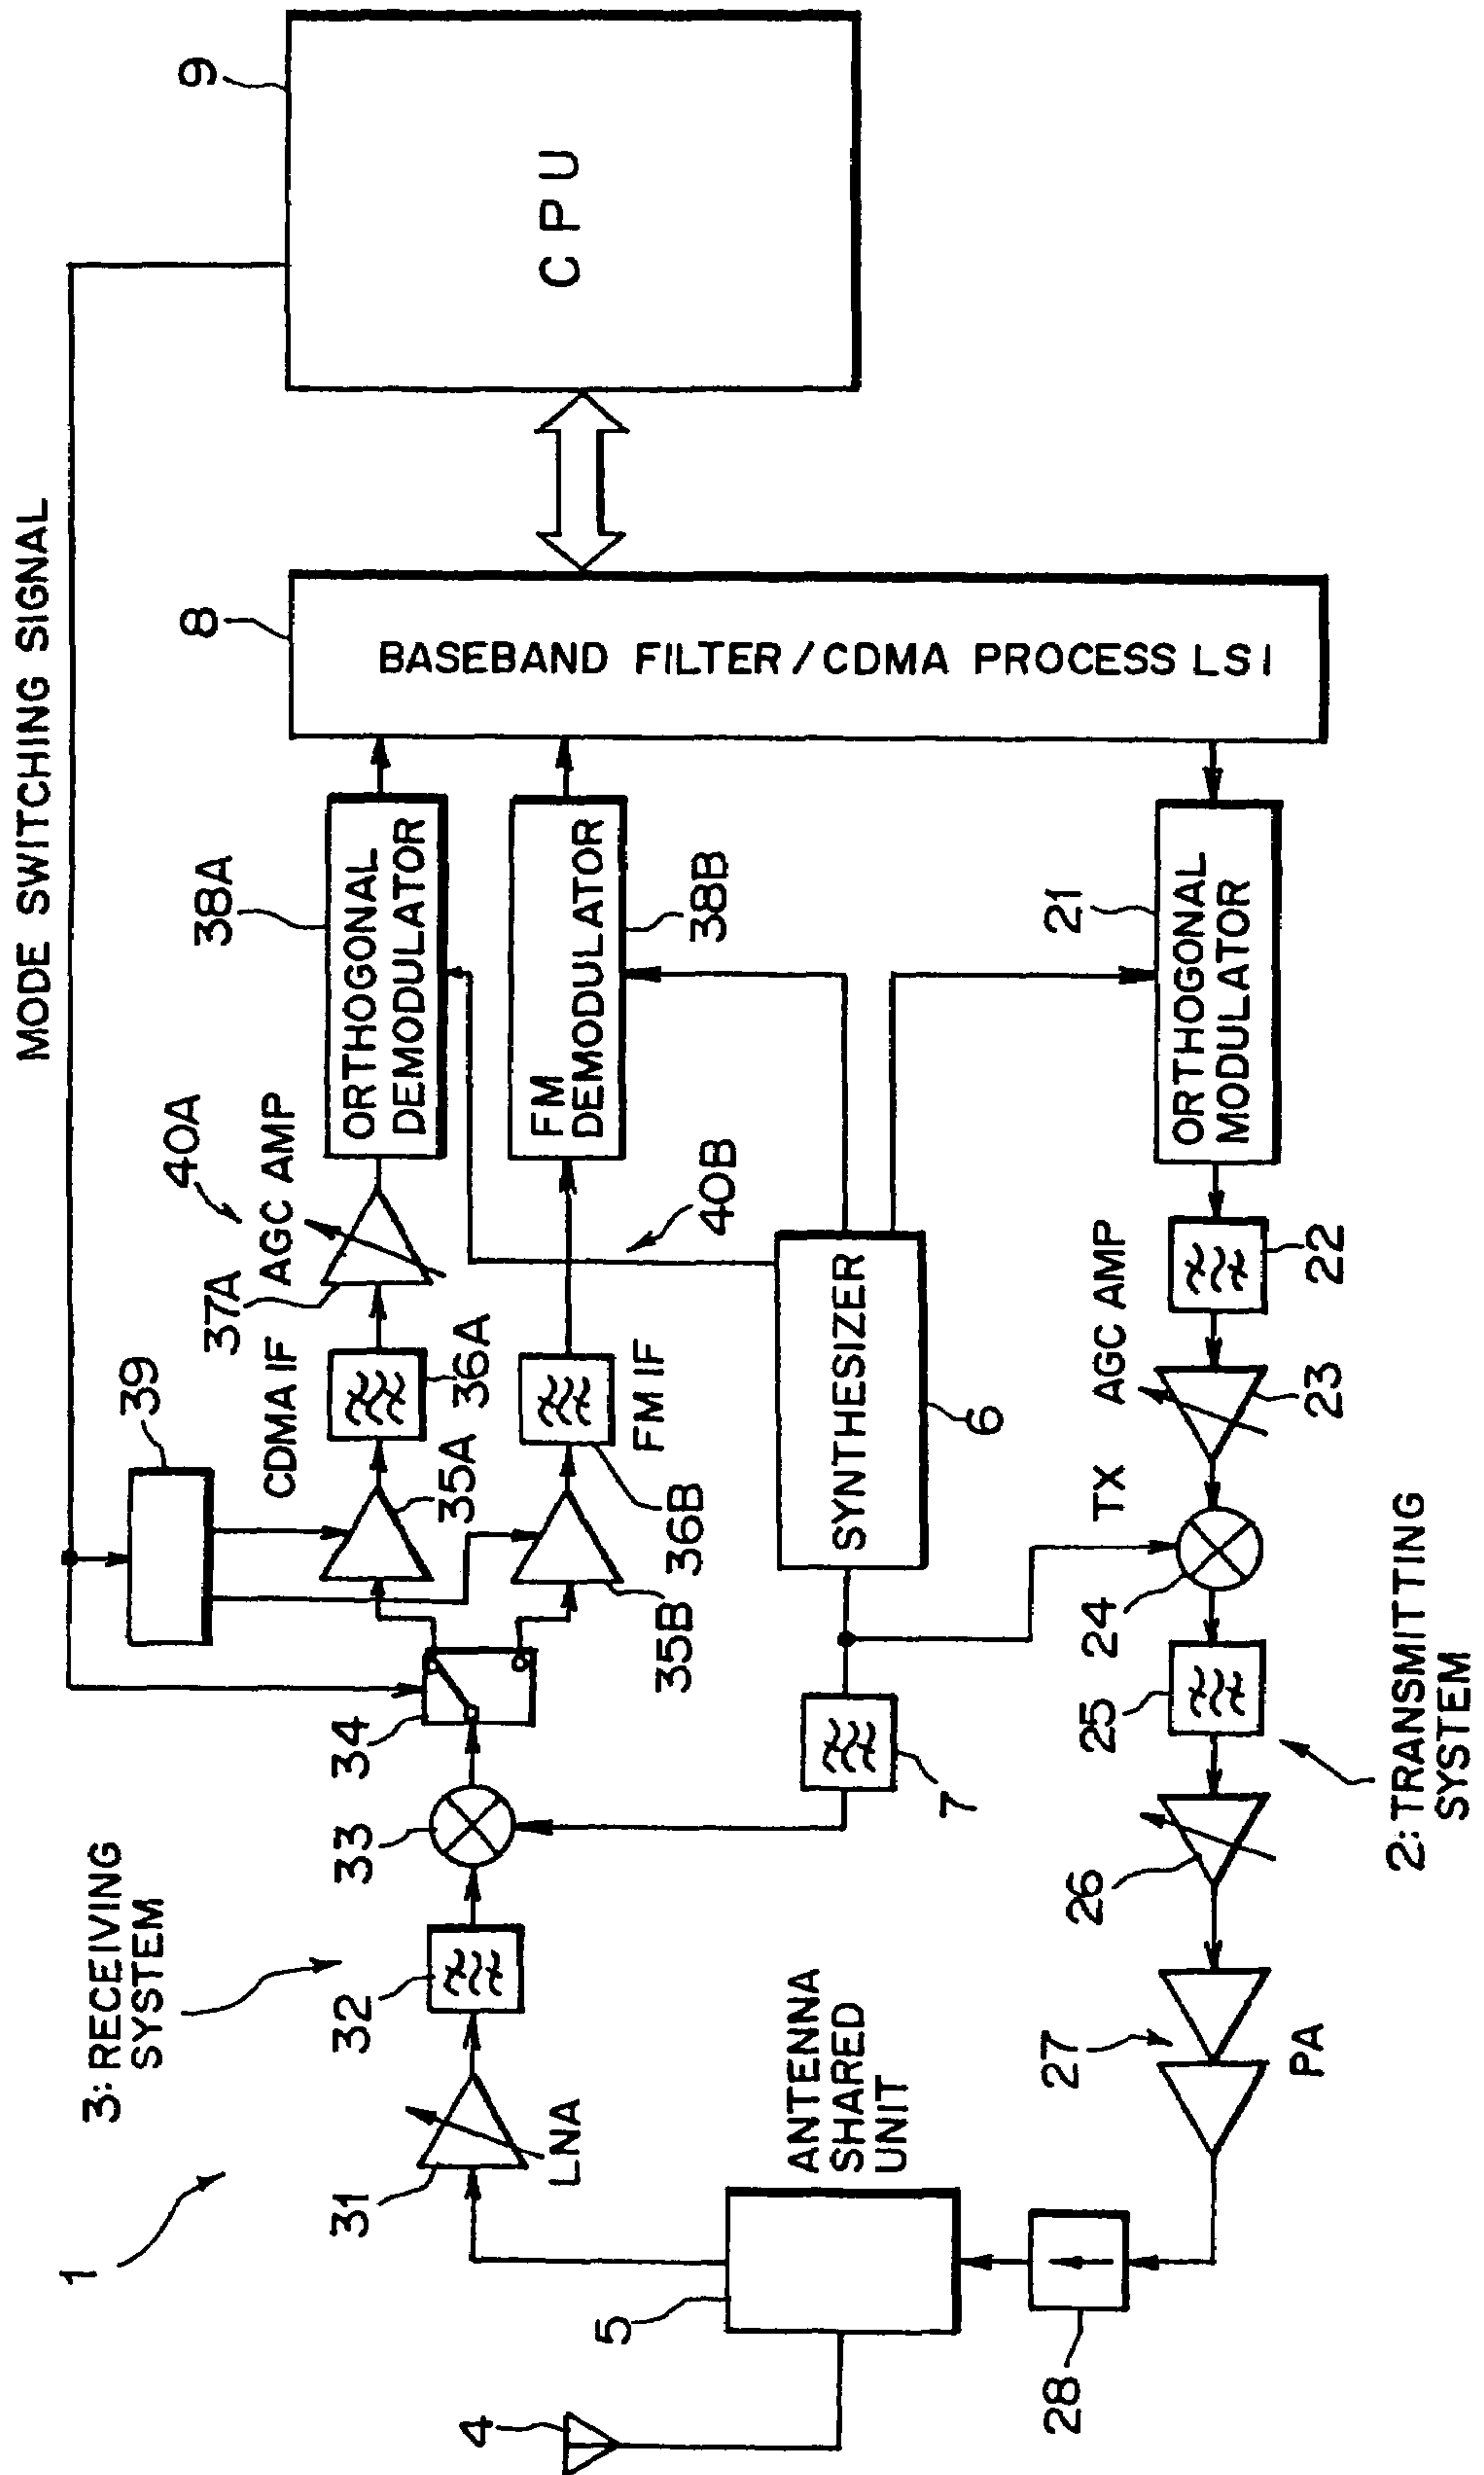 MODE SWITCHING SIGNAL
9
CPU
8
BASEBAND FILTER/CDMA PROCESS LSI
38A
ORTHOGONAL
DEMODULATOR
FM
DEMODULATOR
38B
21
ORTHOGONAL
MODULATOR
40A
AGC AMP
37A
40B
39
CDMA IF
36A
35A
FM IF
36B
35B
SYNTHESIZER
6
7
AGC AMP
22
23
TX
24
25
26
2: TRANSMITTING
SYSTEM
34
33
32
3: RECEIVING
SYSTEM
31
LNA
1
ANTENNA
SHARED
UNIT
5
4
27
PA
28